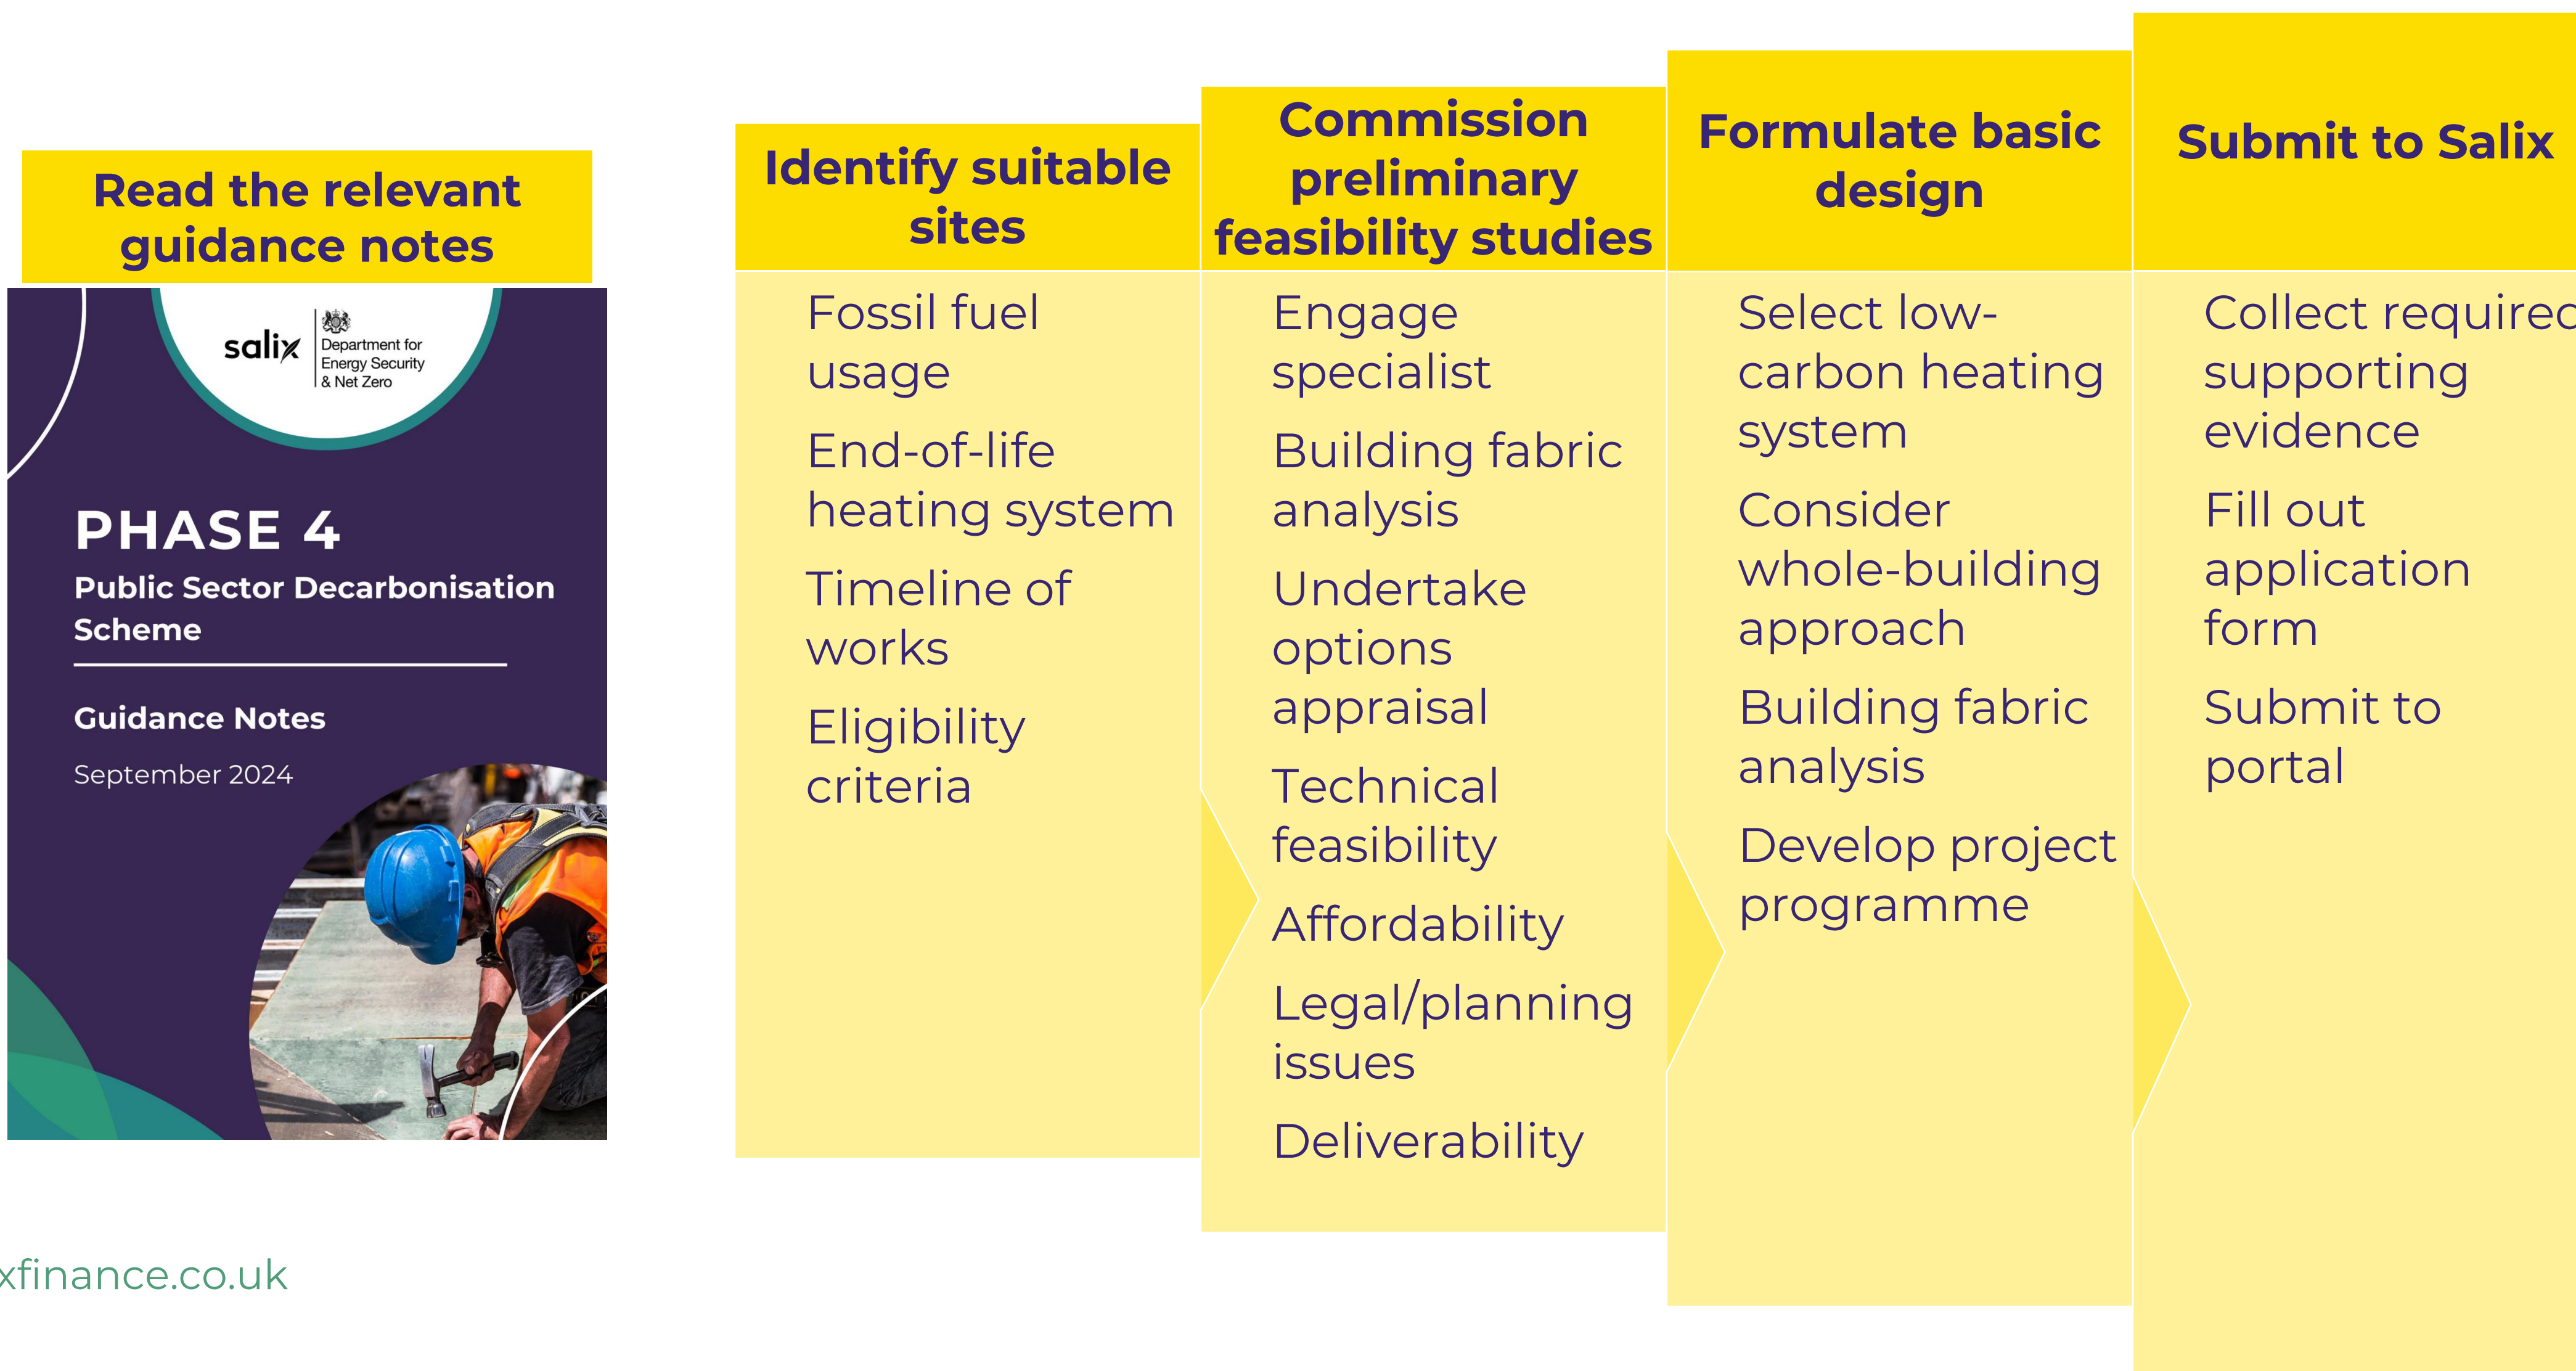 Read the relevant
guidance notes
salix
Department for
Energy Security
& Net Zero
PHASE 4
Public Sector Decarbonisation
Scheme
Guidance Notes
September 2024
Identify suitable
sites
Fossil fuel
usage
End-of-life
heating system
Timeline of
works
Eligibility
criteria
Commission
preliminary
feasibility studies
Engage
specialist
Building fabric
analysis
Undertake
options
appraisal
Technical
feasibility
Affordability
Legal/planning
issues
Deliverability
Formulate basic
design
Select low-
carbon heating
system
Consider
whole-building
approach
Building fabric
analysis
Develop project
programme
Submit to Salix
Collect required
supporting
evidence
Fill out
application
form
Submit to
portal
xfinance.co.uk